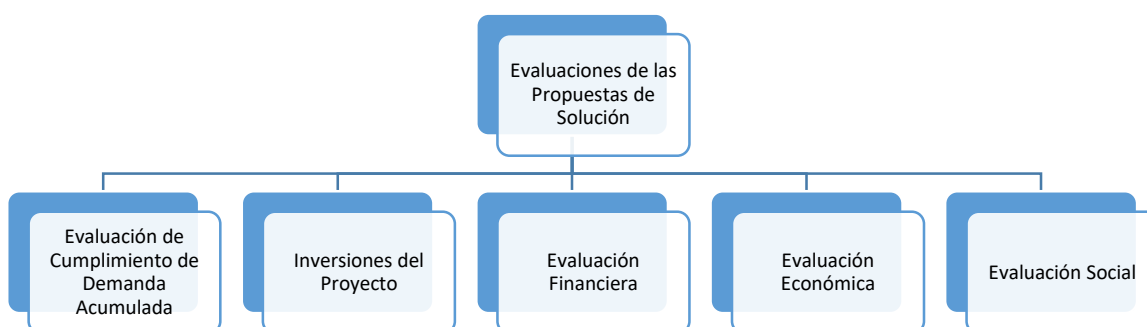 Evaluaciones de las
Propuestas de
Solución
Evaluación de
Cumplimiento de
Demanda
Acumulada
Inversiones del
Proyecto
Evaluación
Financiera
Evaluación
Económica
Evaluación Social